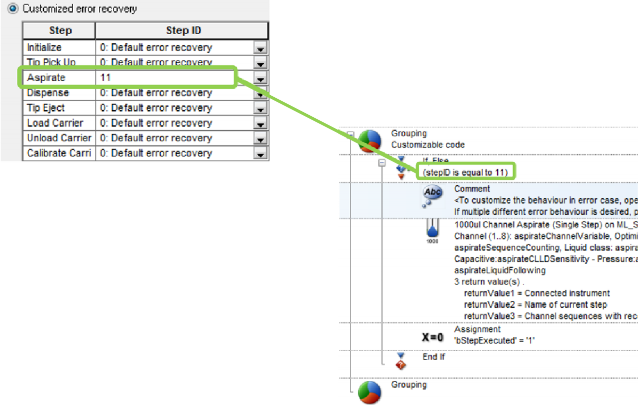 Customized error recovery
Step Step ID
Initialize 0: Default error recovery
Tip Pick Up 0: Default error recovery
Aspirate 11
Dispense 0: Default error recovery
Tip Eject 0: Default error recovery
Load Carrier 0: Default error recovery
Unload Carrier 0: Default error recovery
Calibrate Carri 0: Default error recovery
Grouping
Customizable code
If, Else
(stepID is equal to 11)
Abc
Comment
<To customize the behaviour in error case, ope
If multiple different error behaviour is desired, p
1000
1000ul Channel Aspirate (Single Step) on ML_S
Channel (1..8): aspirateChannelVariable, Optim
aspirateSequenceCounting, Liquid class: aspira
Capacitive:aspirateCLLDSensitivity - Pressure:a
aspirateLiquidFollowing
3 return value(s) .
returnValue1 = Connected instrument
returnValue2 = Name of current step
returnValue3 = Channel sequences with rec
X=0
Assignment
'bStepExecuted' = '1'
End If
Grouping